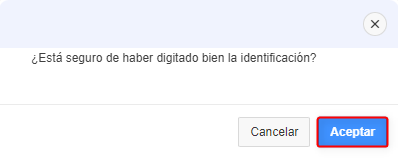 ¿Está seguro de haber digitado bien la identificación?
Cancelar Aceptar